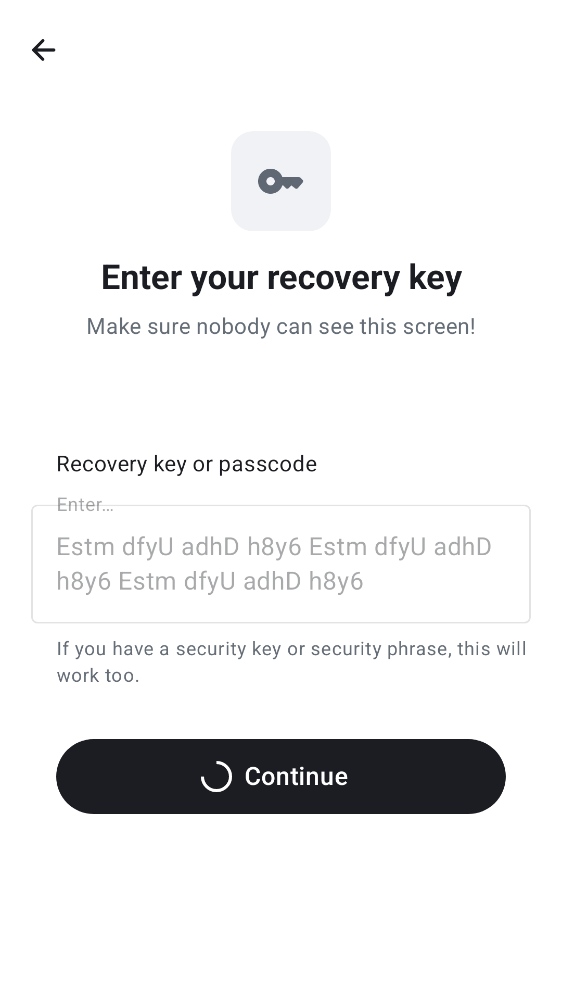 Enter your recovery key
Make sure nobody can see this screen!
Recovery key or passcode
Enter…
Estm dfyU adhD h8y6 Estm dfyU adhD
h8y6 Estm dfyU adhD h8y6
If you have a security key or security phrase, this will
work too.
Continue